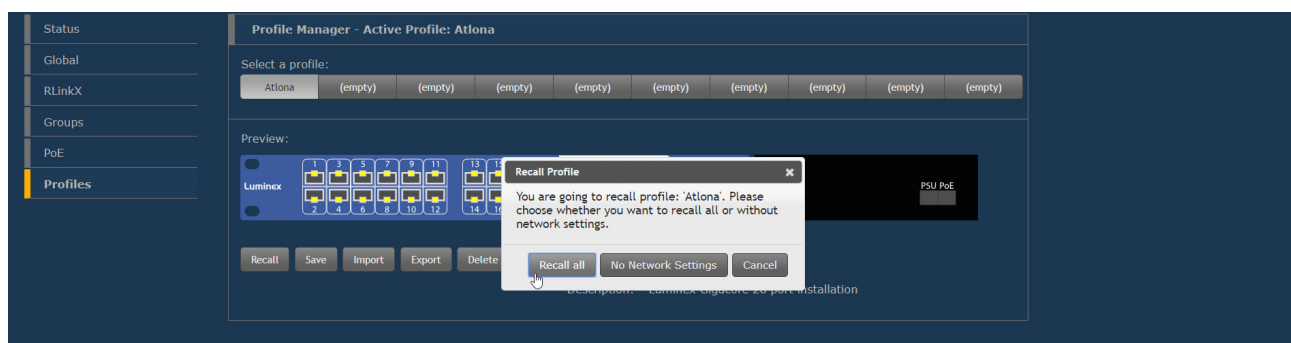 Status
Global
RLinkX
Groups
PoE
Profiles
Profile Manager - Active Profile: Atlona
Select a profile:
Atlona (empty) (empty) (empty) (empty) (empty) (empty) (empty) (empty) (empty)
Preview:
1 3 5 7 9 11 13
Luminex
2 4 6 8 10 12 14 16
PSU PoE
Recall Profile
You are going to recall profile: 'Atlona'. Please
choose whether you want to recall all or without
network settings.
Recall all No Network Settings Cancel
Recall Save Import Export Delete
Description: Luminex Gigacore 26 port installation